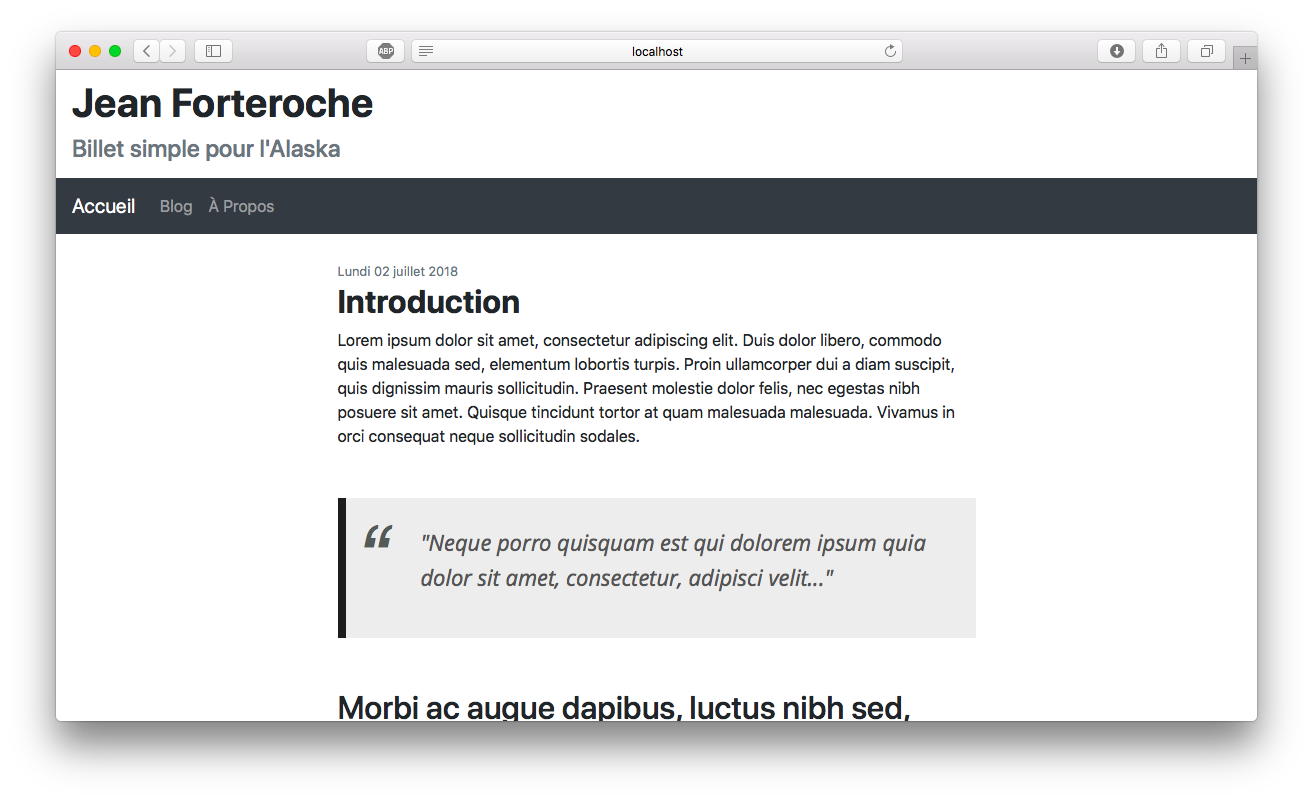 ABP
localhost
Jean Forteroche
Billet simple pour l'Alaska
Accueil Blog À Propos
Lundi 02 juillet 2018
Introduction
Lorem ipsum dolor sit amet, consectetur adipiscing elit. Duis dolor libero, commodo
quis malesuada sed, elementum lobortis turpis. Proin ullamcorper dui a diam suscipit,
quis dignissim mauris sollicitudin. Praesent molestie dolor felis, nec egestas nibh
posuere sit amet. Quisque tincidunt tortor at quam malesuada malesuada. Vivamus in
orci consequat neque sollicitudin sodales.
“ "Neque porro quisquam est qui dolorem ipsum quia
dolor sit amet, consectetur, adipisci velit..."
Morbi ac augue dapibus, luctus nibh sed,